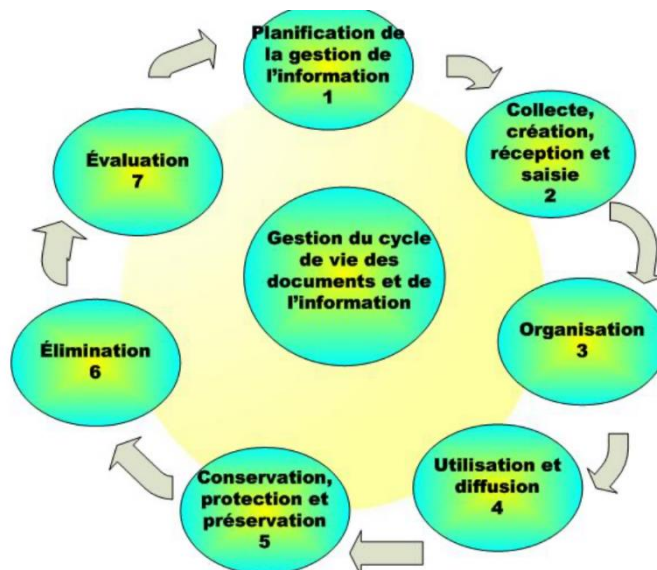 Planification de
la gestion de
l'information
1
Collecte,
création,
réception et
saisie
2
Organisation
3
Utilisation et
diffusion
4
Conservation,
protection et
préservation
5
Élimination
6
Évaluation
7
Gestion du cycle
de vie des
documents et de
l'information